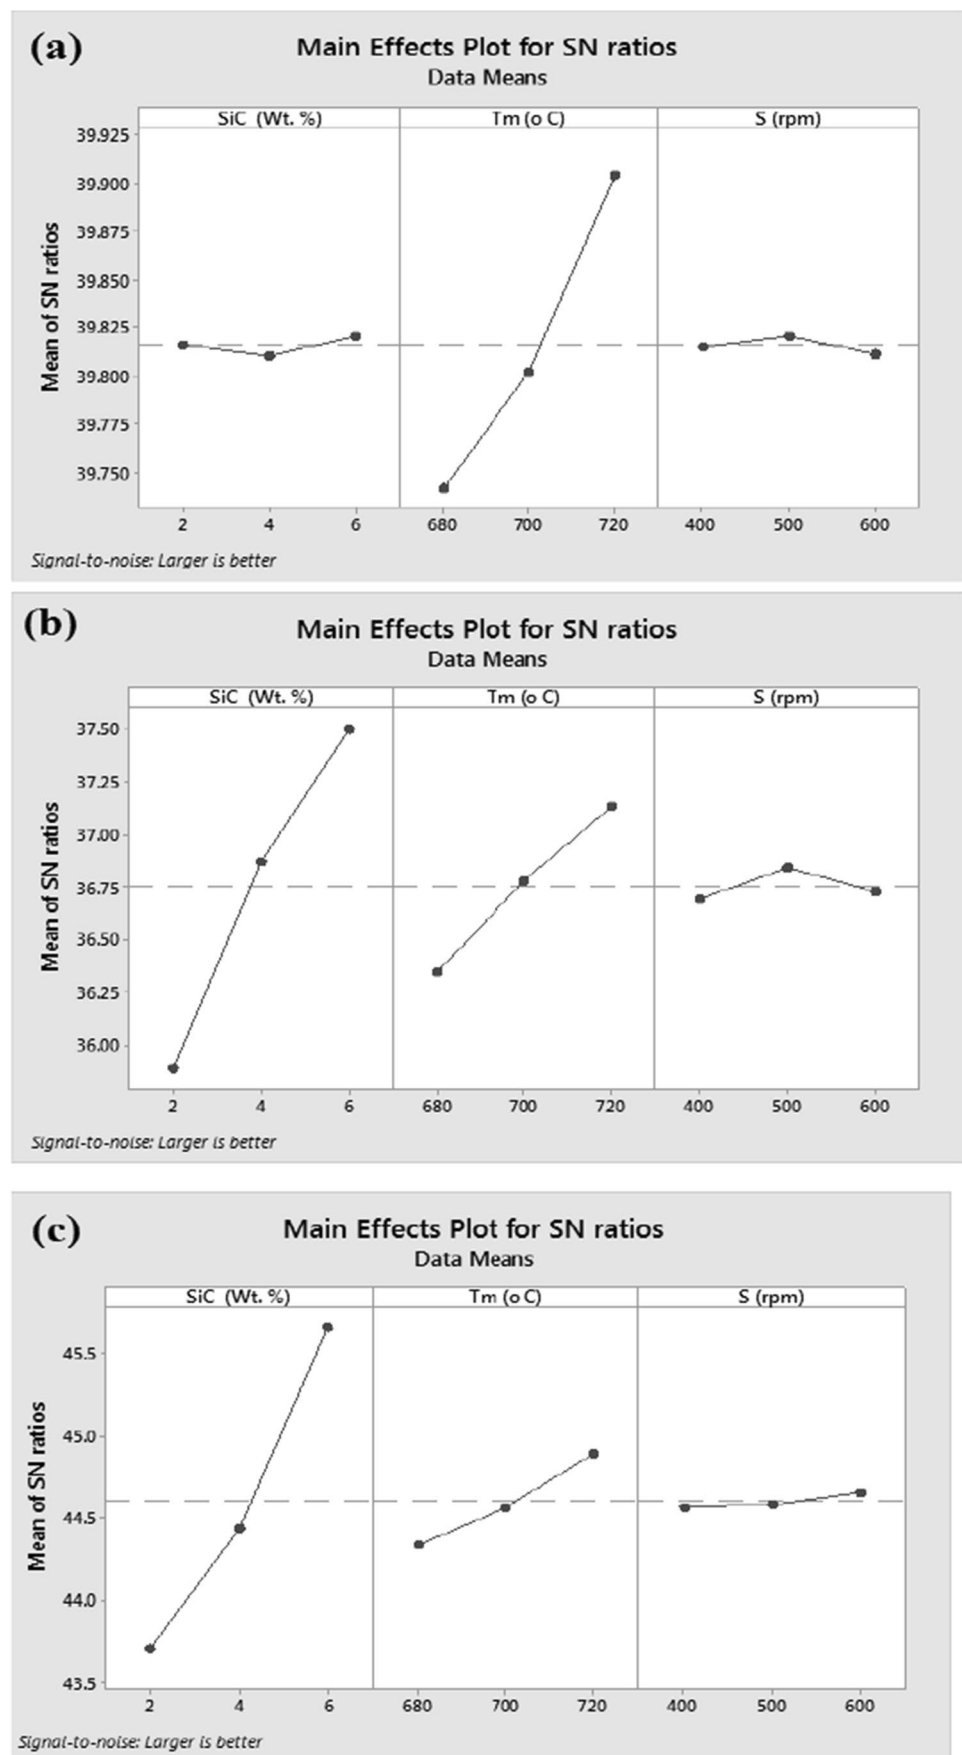 (a)
Main Effects Plot for SN ratios
Data Means
SiC (Wt. %) Tm (o C) S (rpm)
Mean of SN ratios
39.925
39.900
39.875
39.850
39.825
39.800
39.775
39.750
2 4 6 680 700 720 400 500 600
Signal-to-noise: Larger is better
(b)
Main Effects Plot for SN ratios
Data Means
SiC (Wt. %) Tm (o C) S (rpm)
Mean of SN ratios
37.50
37.25
37.00
36.75
36.50
36.25
36.00
2 4 6 680 700 720 400 500 600
Signal-to-noise: Larger is better
(c)
Main Effects Plot for SN ratios
Data Means
SiC (Wt. %) Tm (o C) S (rpm)
Mean of SN ratios
45.5
45.0
44.5
44.0
43.5
2 4 6 680 700 720 400 500 600
Signal-to-noise: Larger is better